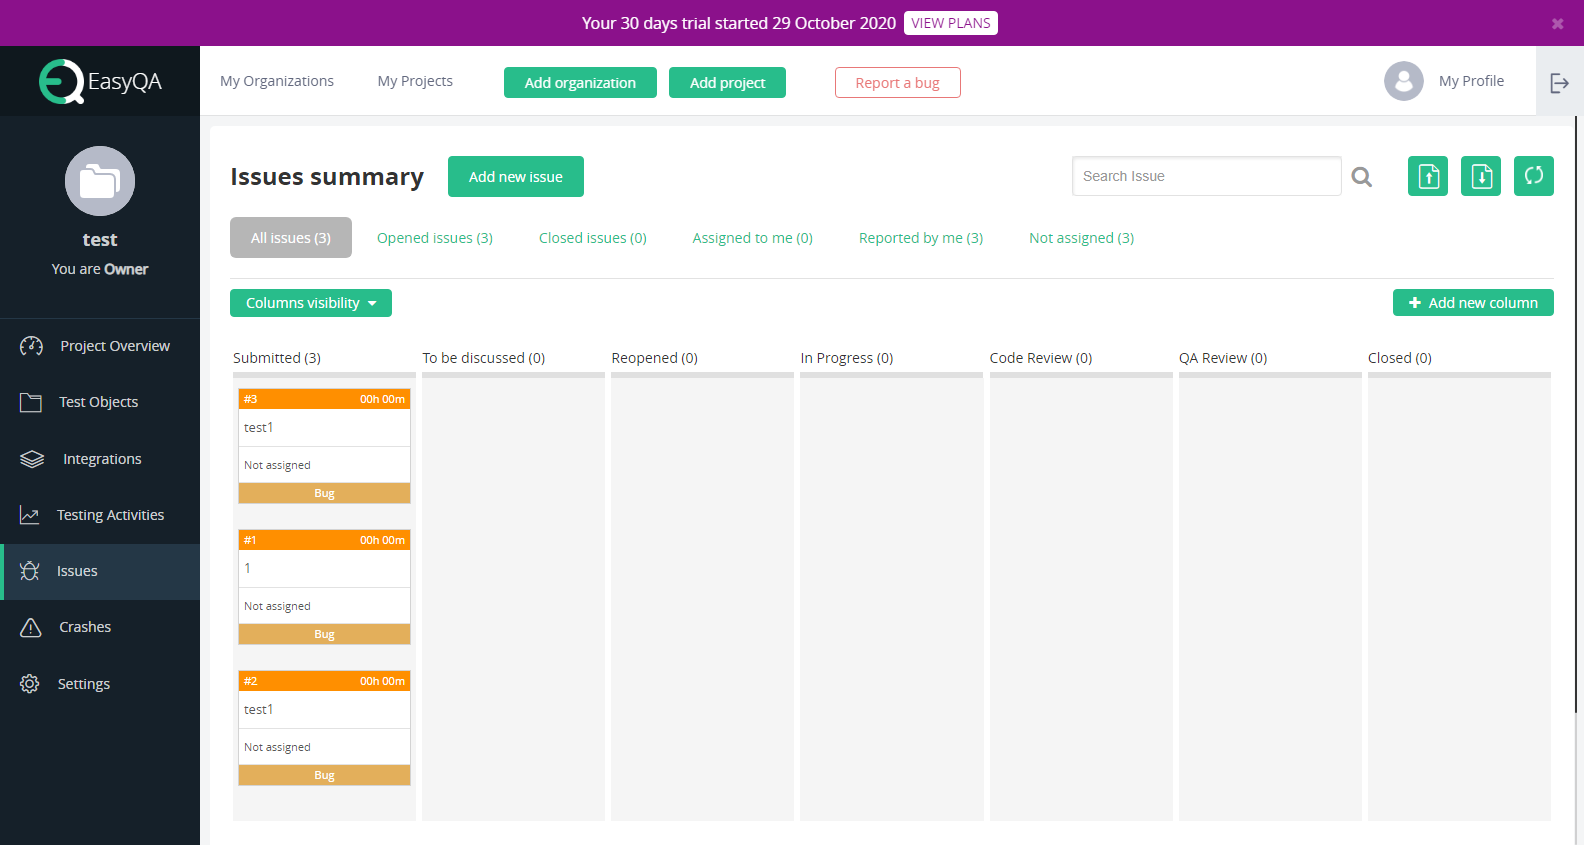 Your 30 days trial started 29 October 2020 VIEW PLANS
EasyQA
My Organizations My Projects Add organization Add project Report a bug My Profile
test
You are Owner
Project Overview
Test Objects
Integrations
Testing Activities
Issues
Crashes
Settings
Issues summary Add new issue Search Issue
All issues (3) Opened issues (3) Closed issues (0) Assigned to me (0) Reported by me (3) Not assigned (3)
Columns visibility Add new column
Submitted (3) To be discussed (0) Reopened (0) In Progress (0) Code Review (0) QA Review (0) Closed (0)
#3 00h 00m
test1
Not assigned
Bug
#1 00h 00m
1
Not assigned
Bug
#2 00h 00m
test1
Not assigned
Bug